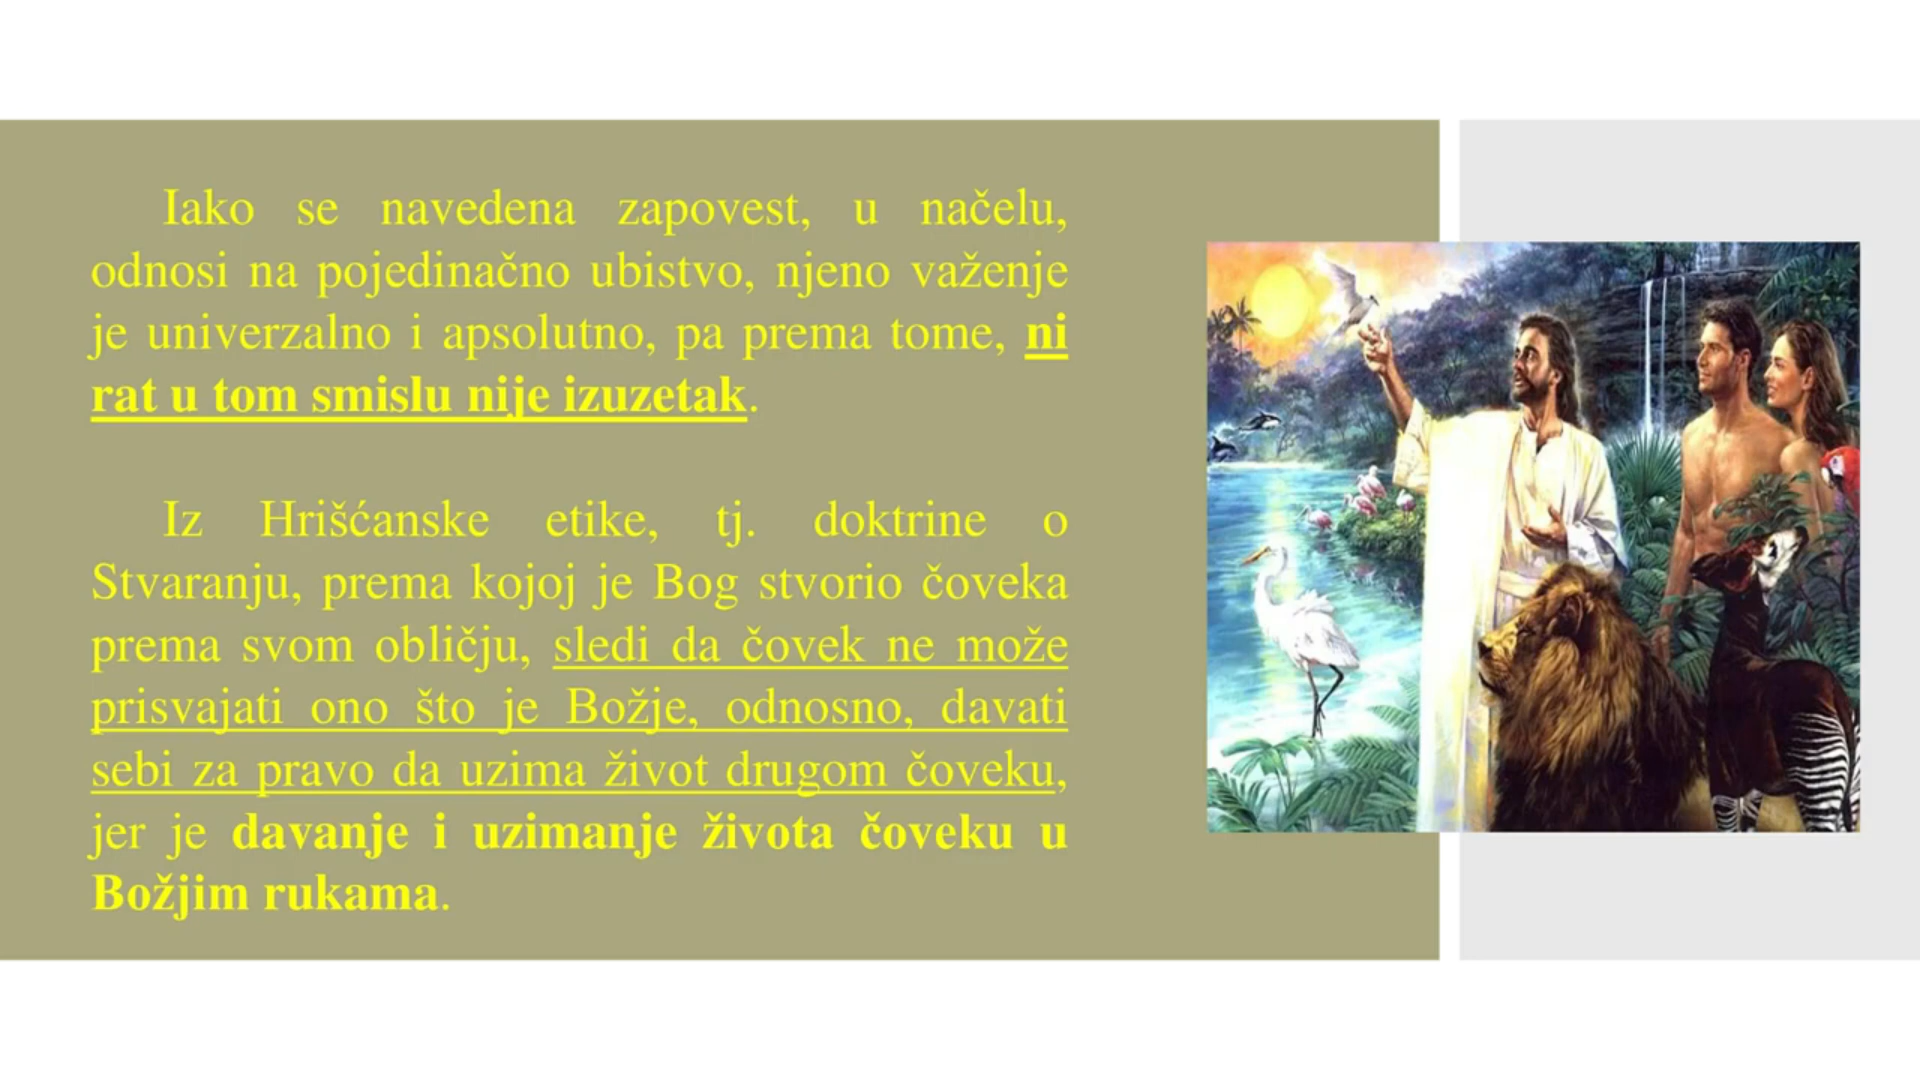 Iako se navedena zapovest, u načelu,
odnosi na pojedinačno ubistvo, njeno važenje
je univerzalno i apsolutno, pa prema tome, ni
rat u tom smislu nije izuzetak.
Iz Hrišćanske etike, tj. doktrine o
Stvaranju, prema kojoj je Bog stvorio čoveka
prema svom obličju, sledi da čovek ne može
prisvajati ono što je Božje, odnosno, davati
sebi za pravo da uzima život drugom čoveku,
jer je davanje i uzimanje života čoveku u
Božjim rukama.